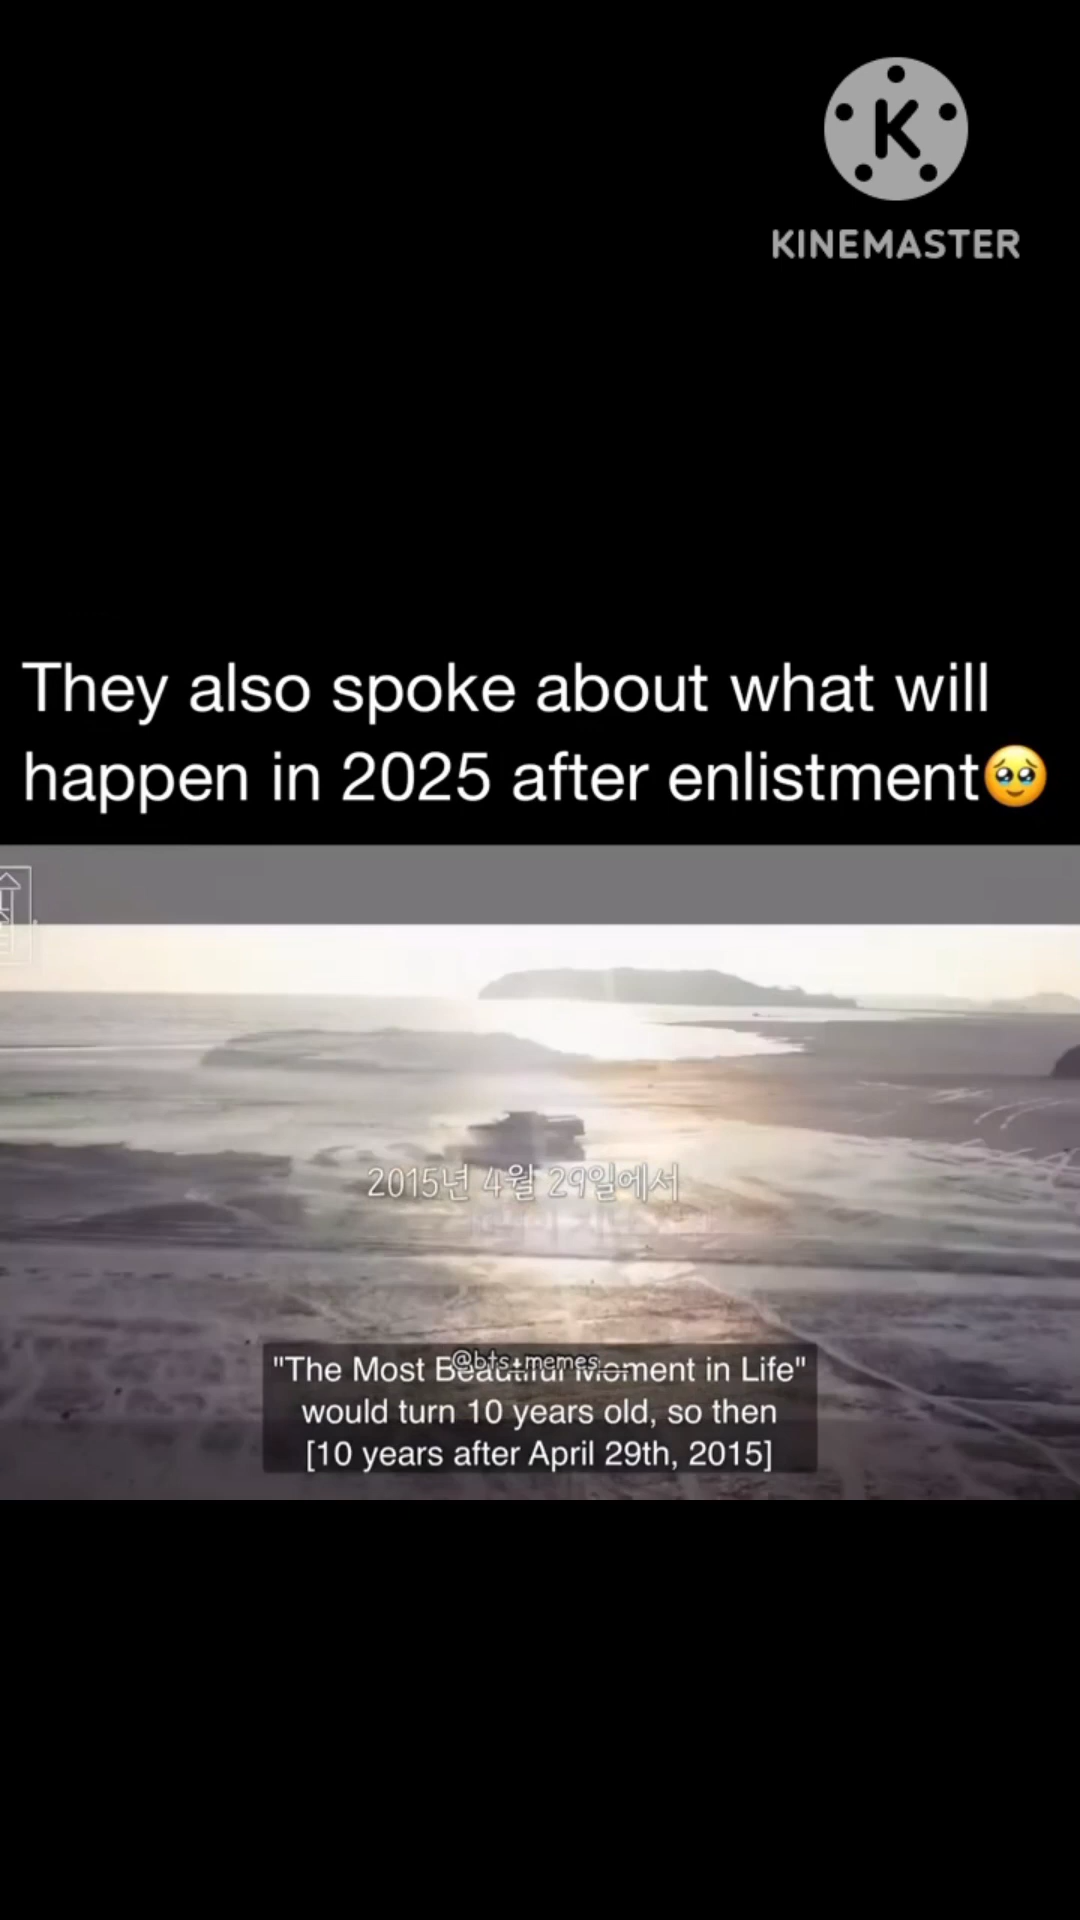 K
KINEMASTER
They also spoke about what will
happen in 2025 after enlistment🥹
2015년 4월 29일에서
@bts_memes
"The Most Beautiful Moment in Life"
would turn 10 years old, so then
[10 years after April 29th, 2015]